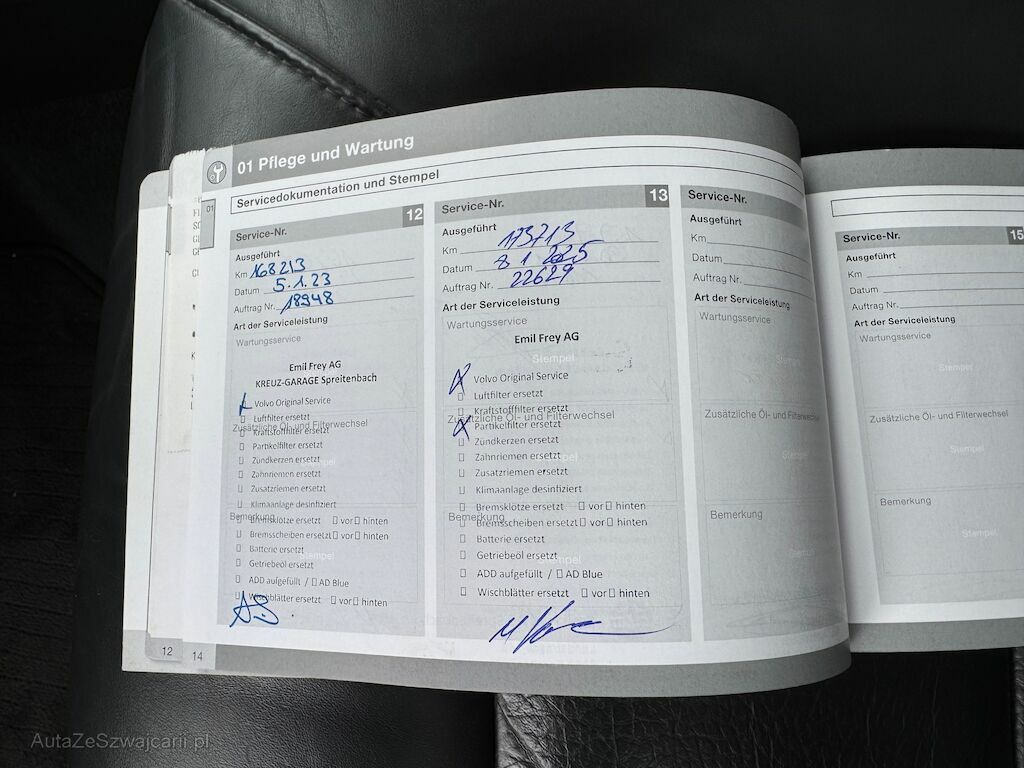 01 Pflege und Wartung
Servicedokumentation und Stempel
01
Service-Nr. 12
Ausgeführt
Km 168213
Datum 5.1.23
Auftrag Nr. 18948
Art der Serviceleistung
Wartungsservice
Emil Frey AG
KREUZ-GARAGE Spreitenbach
Volvo Original Service
Luftfilter ersetzt
Zusätzliche Öl- und Filterwechsel
Kraftstoffilter ersetzt
Partikelfilter ersetzt
Zündkerzen ersetzt
Zahnriemen ersetzt
Zusatzriemen ersetzt
Klimaanlage desinfiziert
Bemerkung
Bremsklötze ersetzt vor hinten
Bremsscheiben ersetzt vor hinten
Batterie ersetzt
Stempel
Getriebeöl ersetzt
ADD aufgefüllt / AD Blue
Wischblätter ersetzt vor hinten
Service-Nr. 13
Ausgeführt
Km 173713
Datum 8 1 2025
Auftrag Nr. 22629
Art der Serviceleistung
Wartungsservice
Emil Frey AG
Stempel
Volvo Original Service
Luftfilter ersetzt
Kraftstoffilter ersetzt
Zusätzliche Öl- und Filterwechsel
Partikelfilter ersetzt
Zündkerzen ersetzt
Zahnriemen ersetzt
Zusatzriemen ersetzt
Klimaanlage desinfiziert
Bemerkung
Bremsklötze ersetzt vor hinten
Bremsscheiben ersetzt vor hinten
Batterie ersetzt
Stempel
Getriebeöl ersetzt
ADD aufgefüllt / AD Blue
Wischblätter ersetzt vor hinten
Service-Nr.
Ausgeführt
Km
Datum
Auftrag Nr.
Art der Serviceleistung
Wartungsservice
Stempel
Zusätzliche Öl- und Filterwechsel
Stempel
Bemerkung
Stempel
Service-Nr. 15
Ausgeführt
Km
Datum
Auftrag Nr.
Art der Serviceleistung
Wartungsservice
Stempel
Zusätzliche Öl- und Filterwechsel
Stempel
Bemerkung
Stempel
12
14
AutaZeSzwajcarii.pl